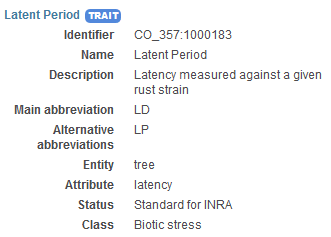 Latent Period TRAIT
Identifier CO_357:1000183
Name Latent Period
Description Latency measured against a given
rust strain
Main abbreviation LD
Alternative LP
abbreviations
Entity tree
Attribute latency
Status Standard for INRA
Class Biotic stress